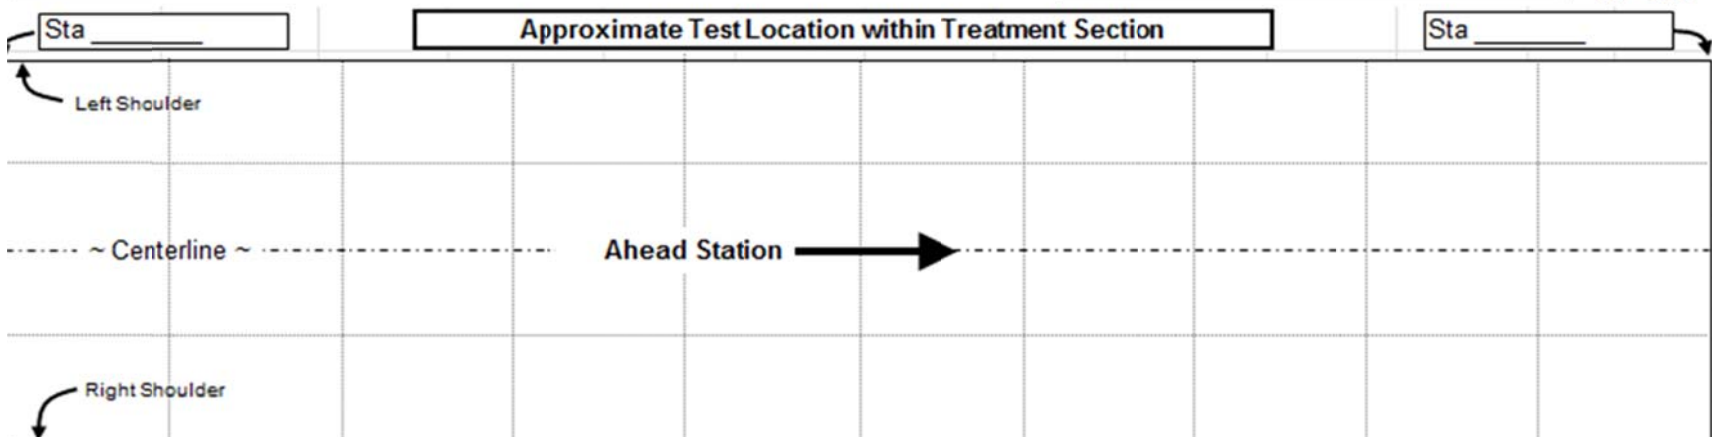 Sta ________
Approximate Test Location within Treatment Section
Sta ________
Left Shoulder
~ Centerline ~
Ahead Station
Right Shoulder